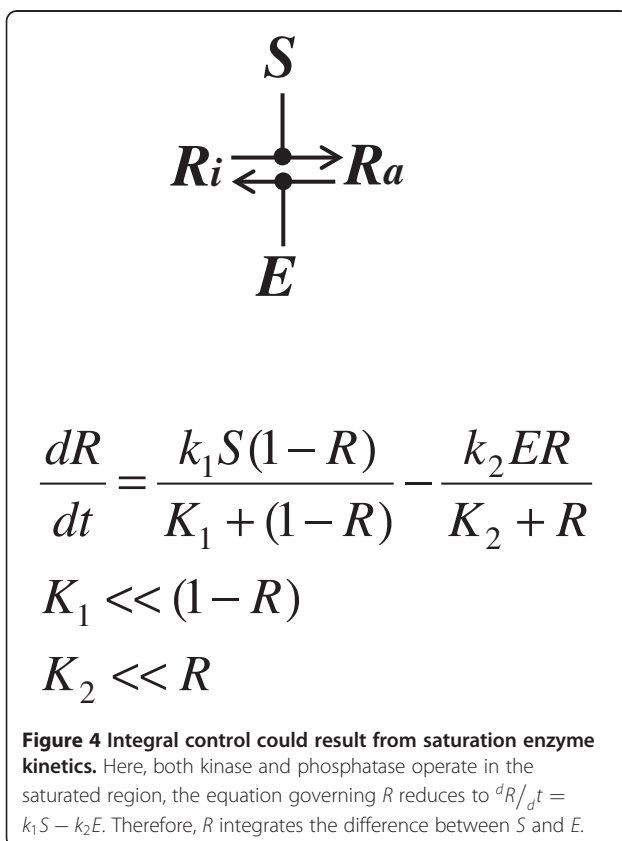 S
Ri Ra
E
dR/dt = k₁S(1 − R)/(K₁ + (1 − R)) − k₂ER/(K₂ + R)
K₁ << (1 − R)
K₂ << R
Figure 4 Integral control could result from saturation enzyme
kinetics. Here, both kinase and phosphatase operate in the
saturated region, the equation governing R reduces to ᵈR/dt =
k₁S − k₂E. Therefore, R integrates the difference between S and E.